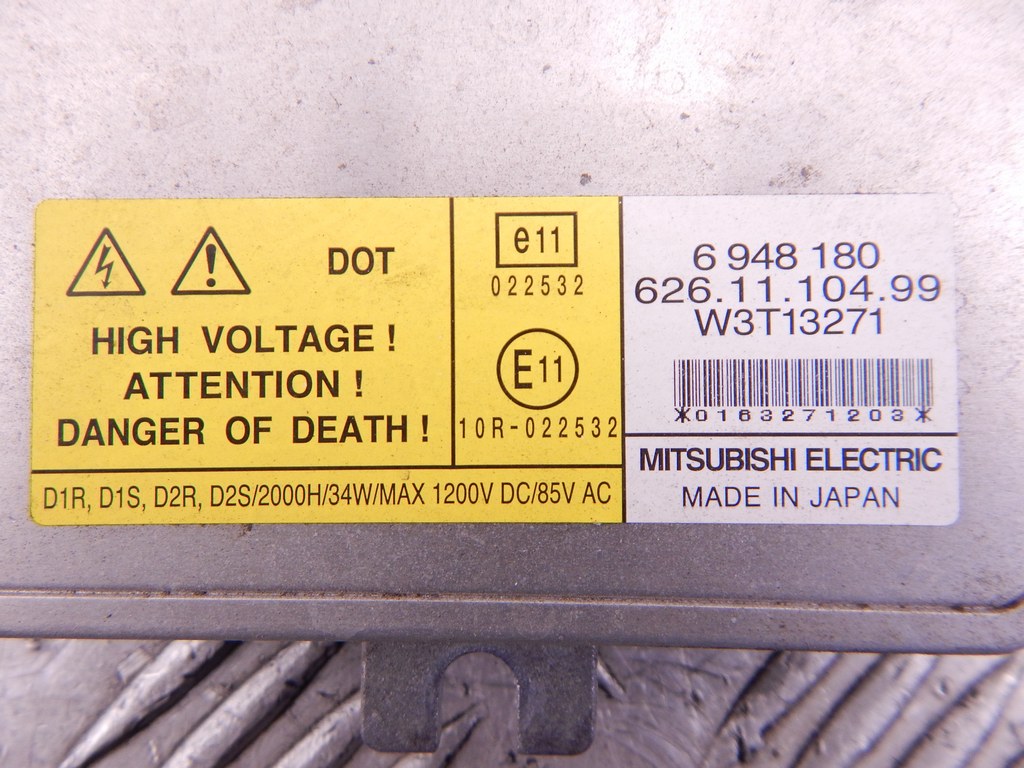 DOT
HIGH VOLTAGE !
ATTENTION !
DANGER OF DEATH !
e11
022532
E11
10R-022532
D1R, D1S, D2R, D2S/2000H/34W/MAX 1200V DC/85V AC
6 948 180
626.11.104.99
W3T13271
*0163271203*
MITSUBISHI ELECTRIC
MADE IN JAPAN